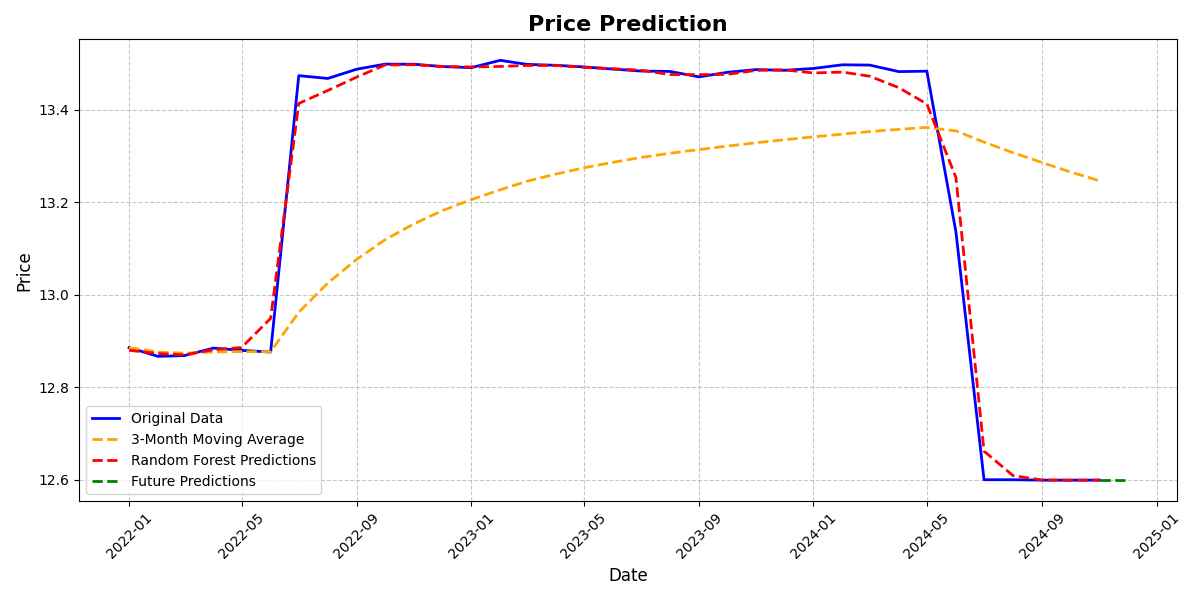 Price Prediction
Price
13.4
13.2
13.0
12.8
12.6
Original Data
3-Month Moving Average
Random Forest Predictions
Future Predictions
2022-01
2022-05
2022-09
2023-01
2023-05
2023-09
2024-01
2024-05
2024-09
2025-01
Date